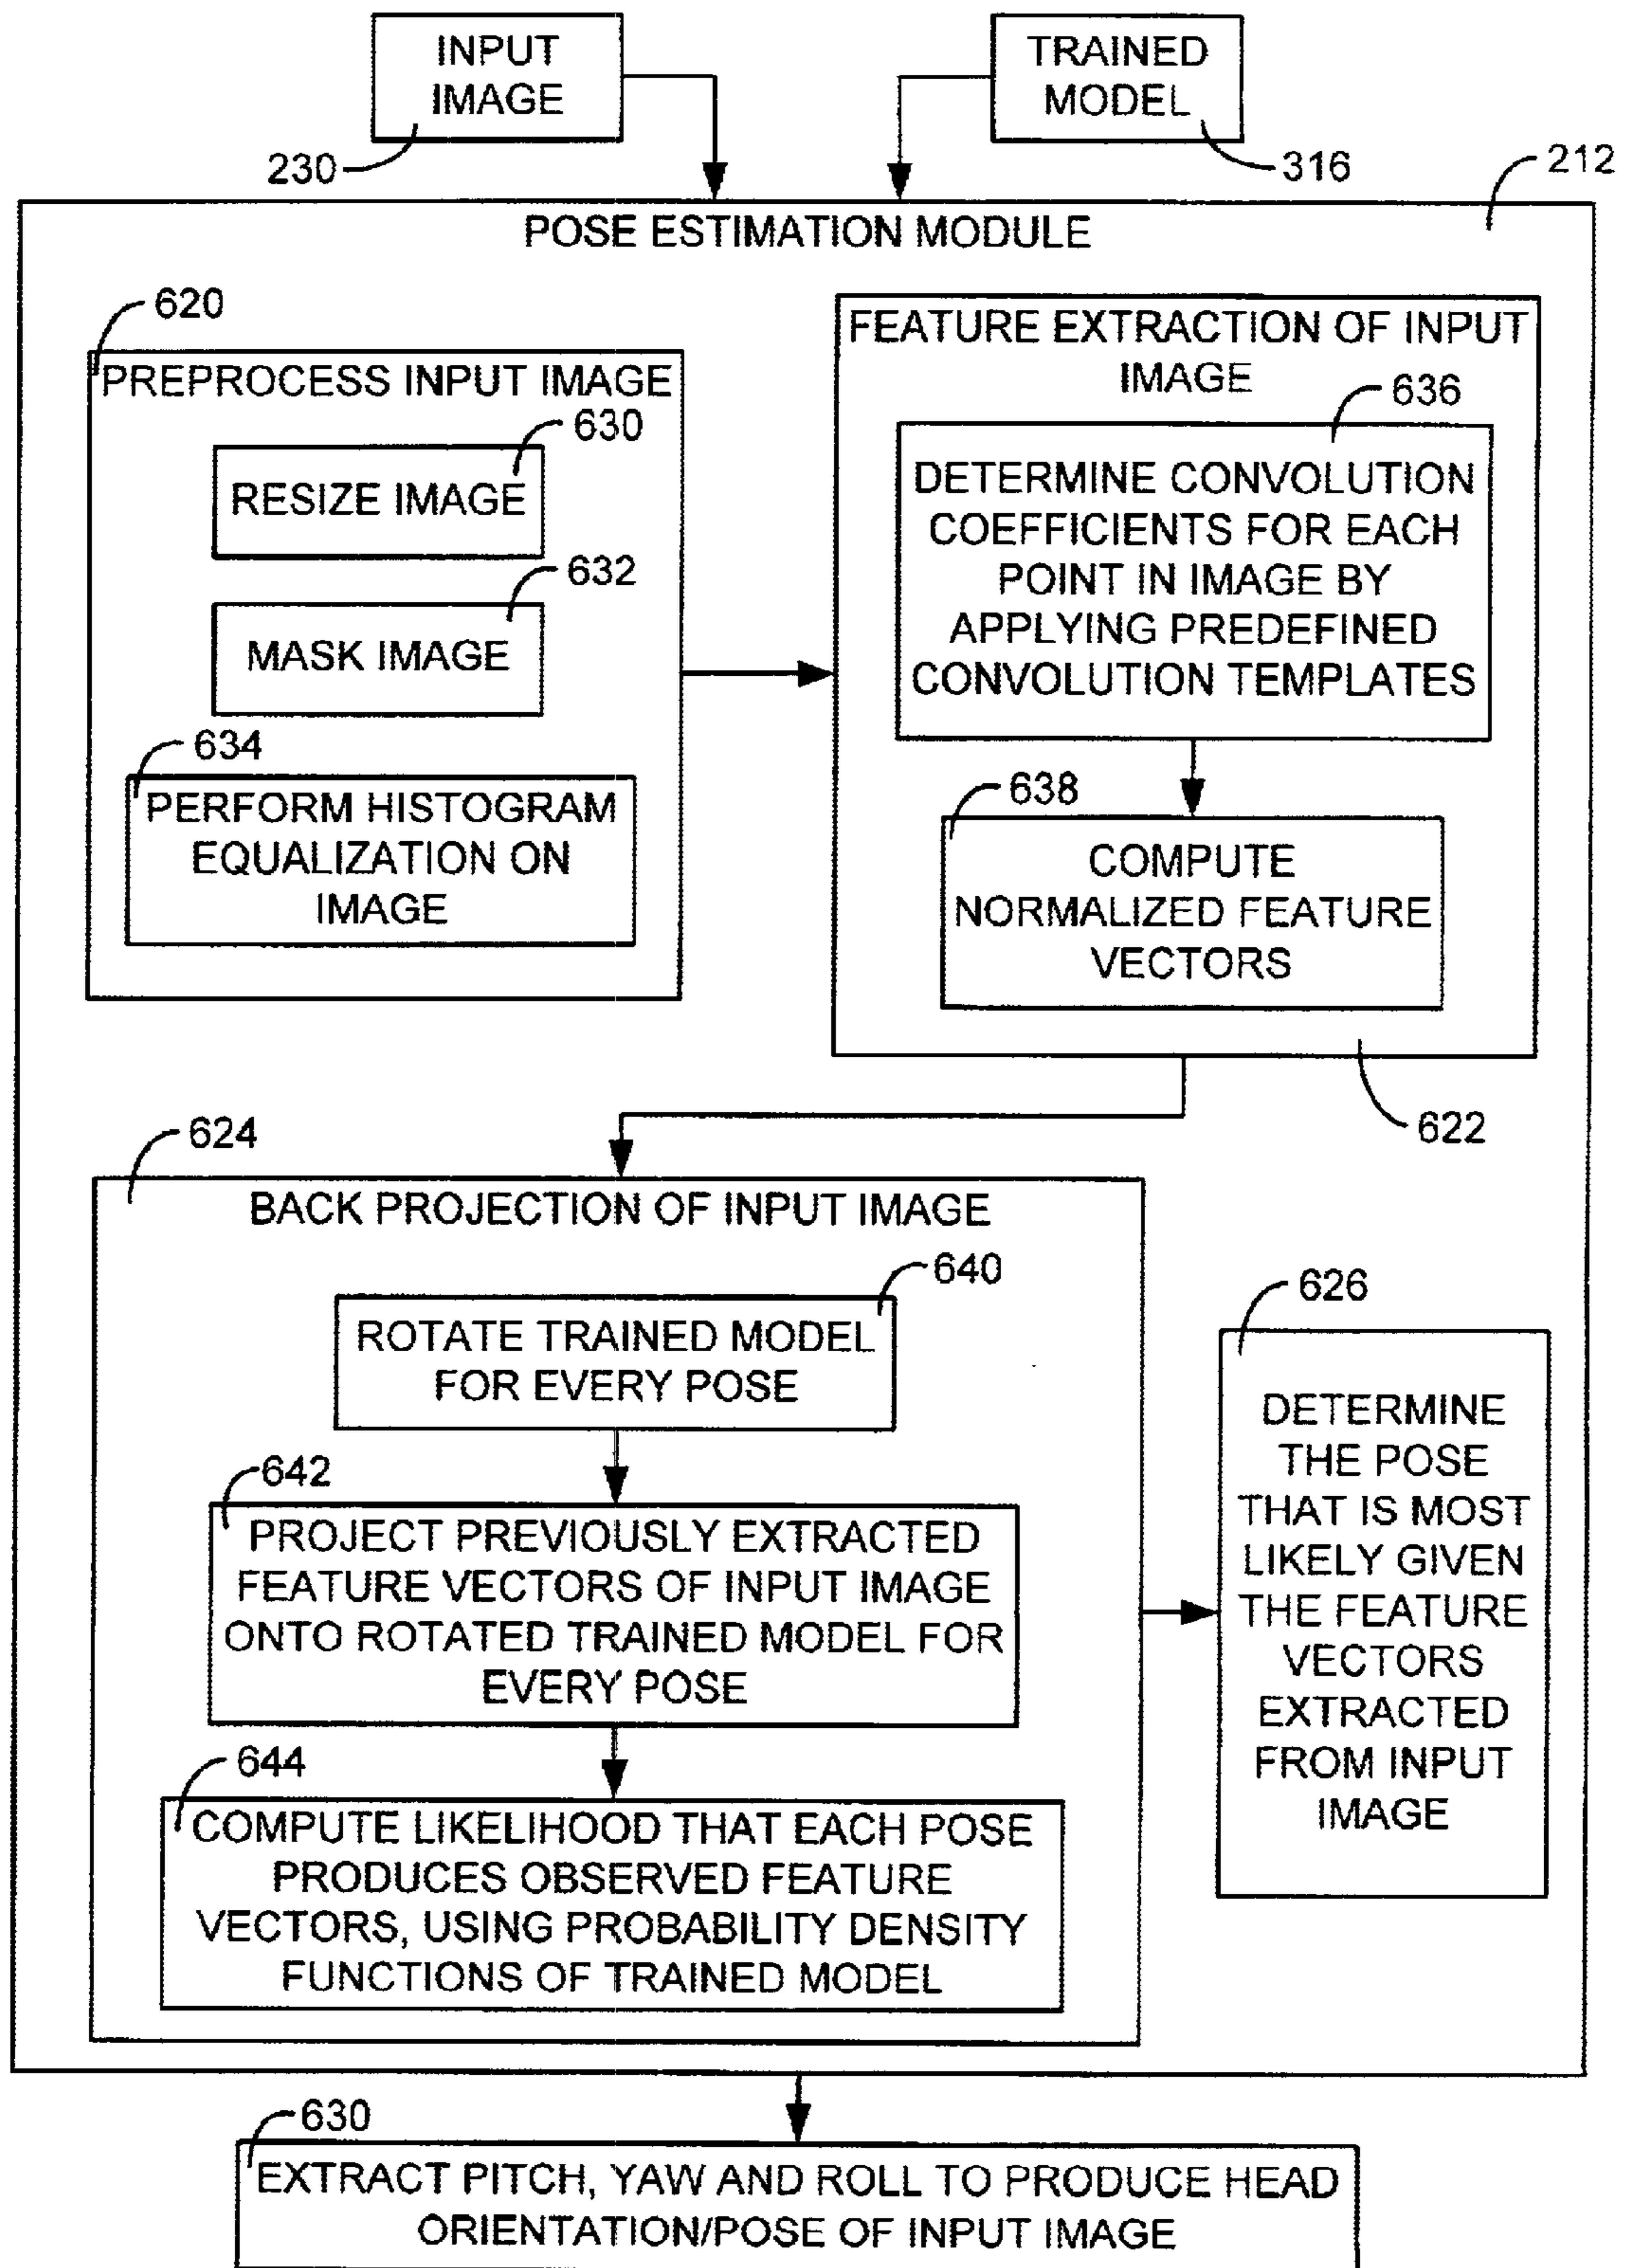 INPUT
IMAGE
230
TRAINED
MODEL
316
212
POSE ESTIMATION MODULE
620
PREPROCESS INPUT IMAGE
630
RESIZE IMAGE
632
MASK IMAGE
634
PERFORM HISTOGRAM
EQUALIZATION ON
IMAGE
FEATURE EXTRACTION OF INPUT
IMAGE
636
DETERMINE CONVOLUTION
COEFFICIENTS FOR EACH
POINT IN IMAGE BY
APPLYING PREDEFINED
CONVOLUTION TEMPLATES
638
COMPUTE
NORMALIZED FEATURE
VECTORS
622
624
BACK PROJECTION OF INPUT IMAGE
640
ROTATE TRAINED MODEL
FOR EVERY POSE
642
PROJECT PREVIOUSLY EXTRACTED
FEATURE VECTORS OF INPUT IMAGE
ONTO ROTATED TRAINED MODEL FOR
EVERY POSE
644
COMPUTE LIKELIHOOD THAT EACH POSE
PRODUCES OBSERVED FEATURE
VECTORS, USING PROBABILITY DENSITY
FUNCTIONS OF TRAINED MODEL
626
DETERMINE
THE POSE
THAT IS MOST
LIKELY GIVEN
THE FEATURE
VECTORS
EXTRACTED
FROM INPUT
IMAGE
630
EXTRACT PITCH, YAW AND ROLL TO PRODUCE HEAD
ORIENTATION/POSE OF INPUT IMAGE